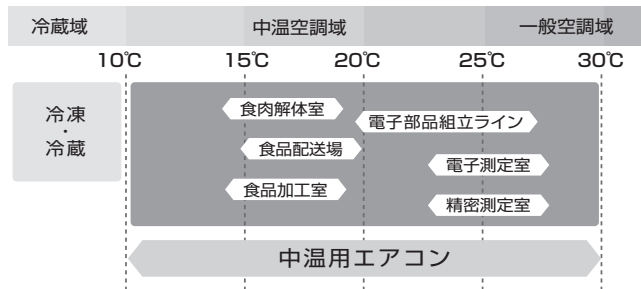 冷蔵域 中温空調域 一般空調域
10℃ 15℃ 20℃ 25℃ 30℃
冷凍
・
冷蔵
食肉解体室
電子部品組立ライン
食品配送場
電子測定室
食品加工室
精密測定室
中温用エアコン